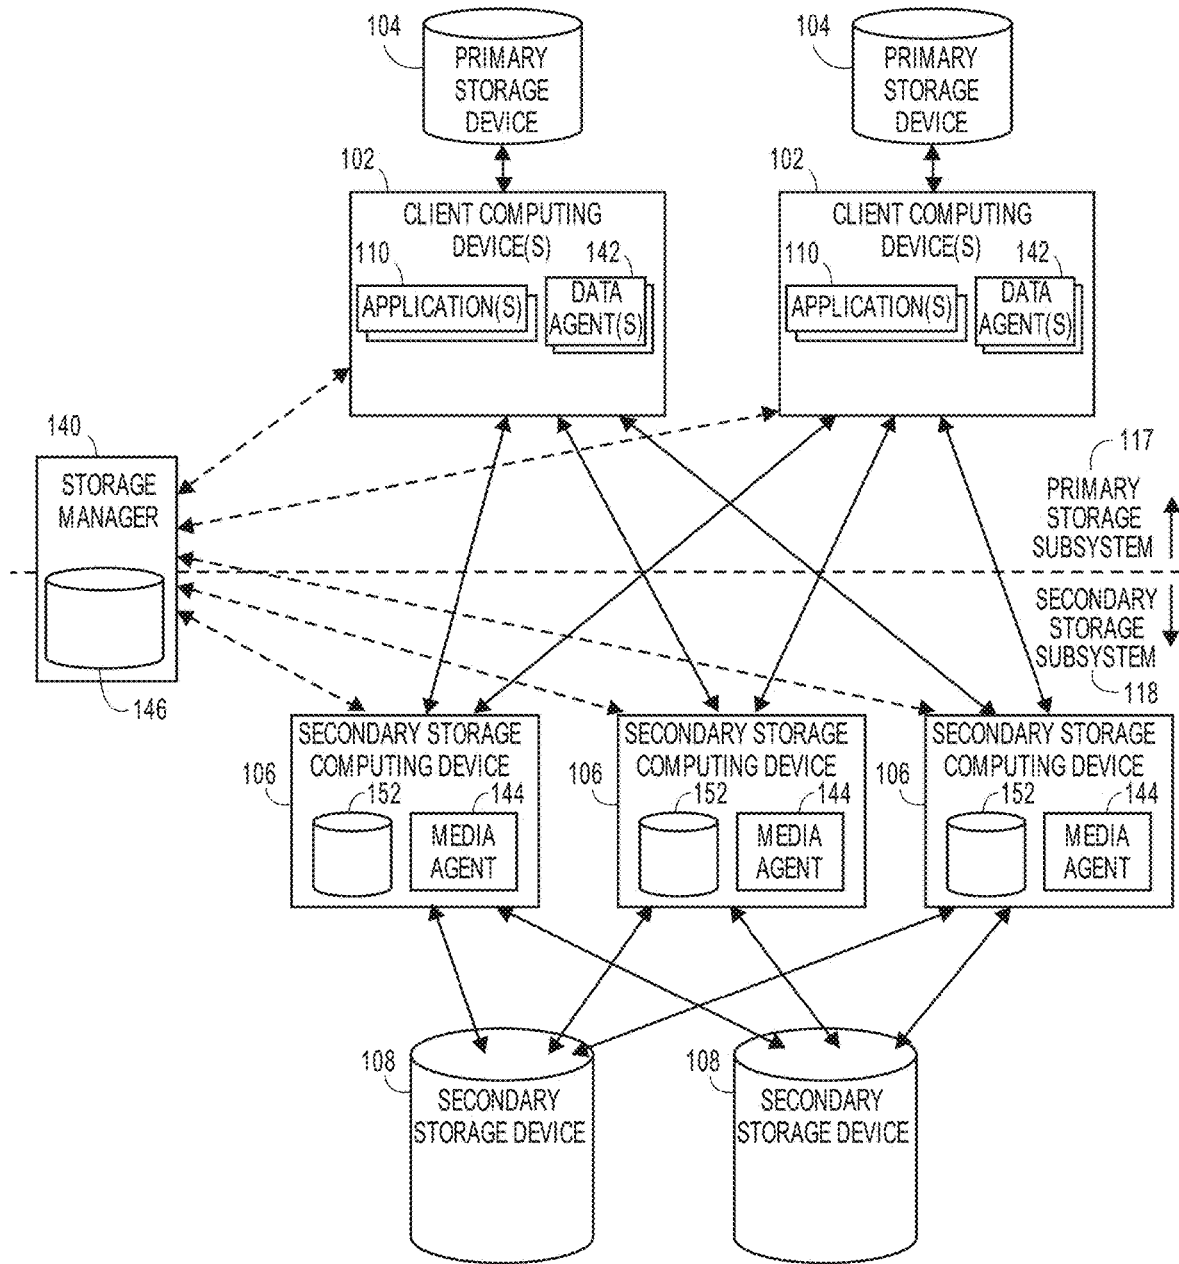 104
PRIMARY
STORAGE
DEVICE
104
PRIMARY
STORAGE
DEVICE
102
CLIENT COMPUTING
DEVICE(S)
110
APPLICATION(S)
142
DATA
AGENT(S)
102
CLIENT COMPUTING
DEVICE(S)
110
APPLICATION(S)
142
DATA
AGENT(S)
140
STORAGE
MANAGER
146
117
PRIMARY
STORAGE
SUBSYSTEM
SECONDARY
STORAGE
SUBSYSTEM
118
106
SECONDARY STORAGE
COMPUTING DEVICE
152
144
MEDIA
AGENT
106
SECONDARY STORAGE
COMPUTING DEVICE
152
144
MEDIA
AGENT
106
SECONDARY STORAGE
COMPUTING DEVICE
152
144
MEDIA
AGENT
108
SECONDARY
STORAGE DEVICE
108
SECONDARY
STORAGE DEVICE